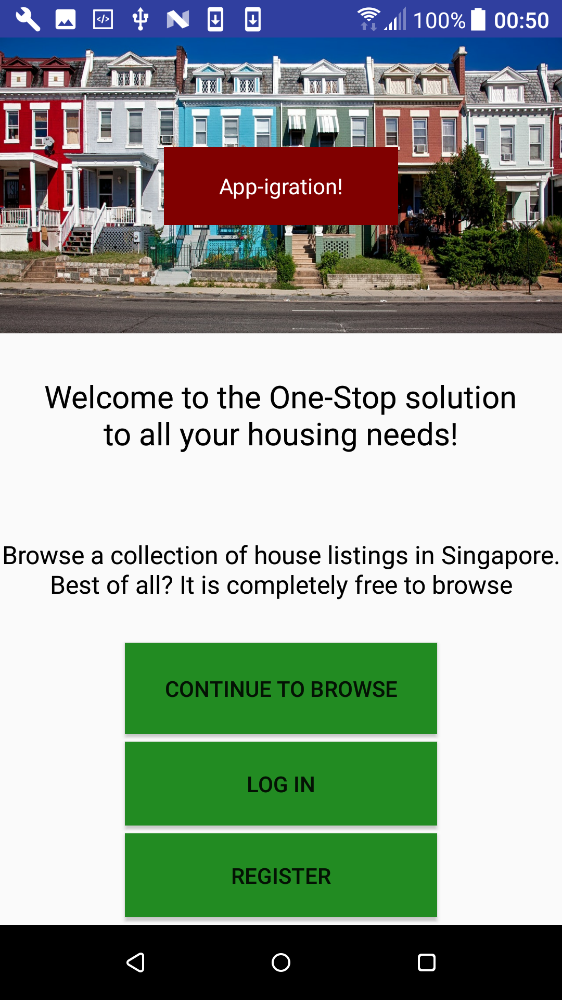 100% 00:50
App-igration!
Welcome to the One-Stop solution
to all your housing needs!
Browse a collection of house listings in Singapore.
Best of all? It is completely free to browse
CONTINUE TO BROWSE
LOG IN
REGISTER